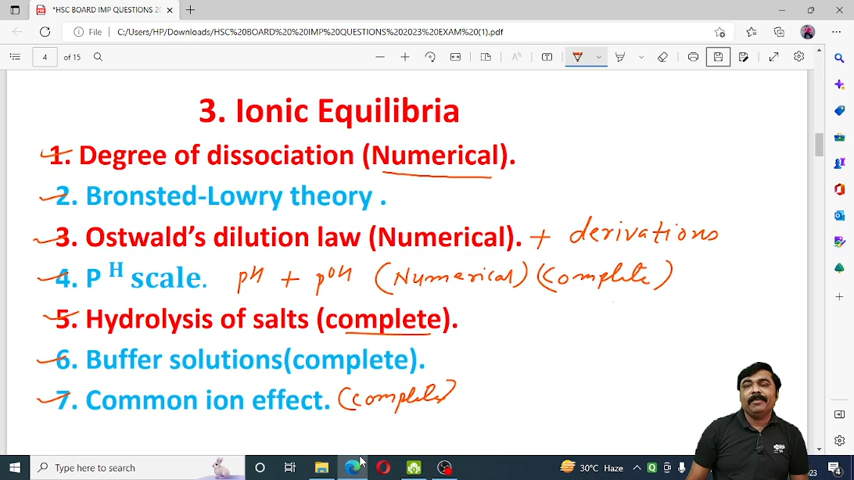 *HSC BOARD IMP QUESTIONS 2023 E
File
C:/Users/HP/Downloads/HSC%20BOARD%20%20IMP%20QUESTIONS%202023%20EXAM%20(1).pdf
4 of 15
3. Ionic Equilibria
1. Degree of dissociation (Numerical).
2. Bronsted-Lowry theory .
3. Ostwald's dilution law (Numerical). + derivations
4. P H scale. pH + pOH (Numerical) (complete)
5. Hydrolysis of salts (complete).
6. Buffer solutions(complete).
7. Common ion effect. (complete)
Type here to search
30°C Haze